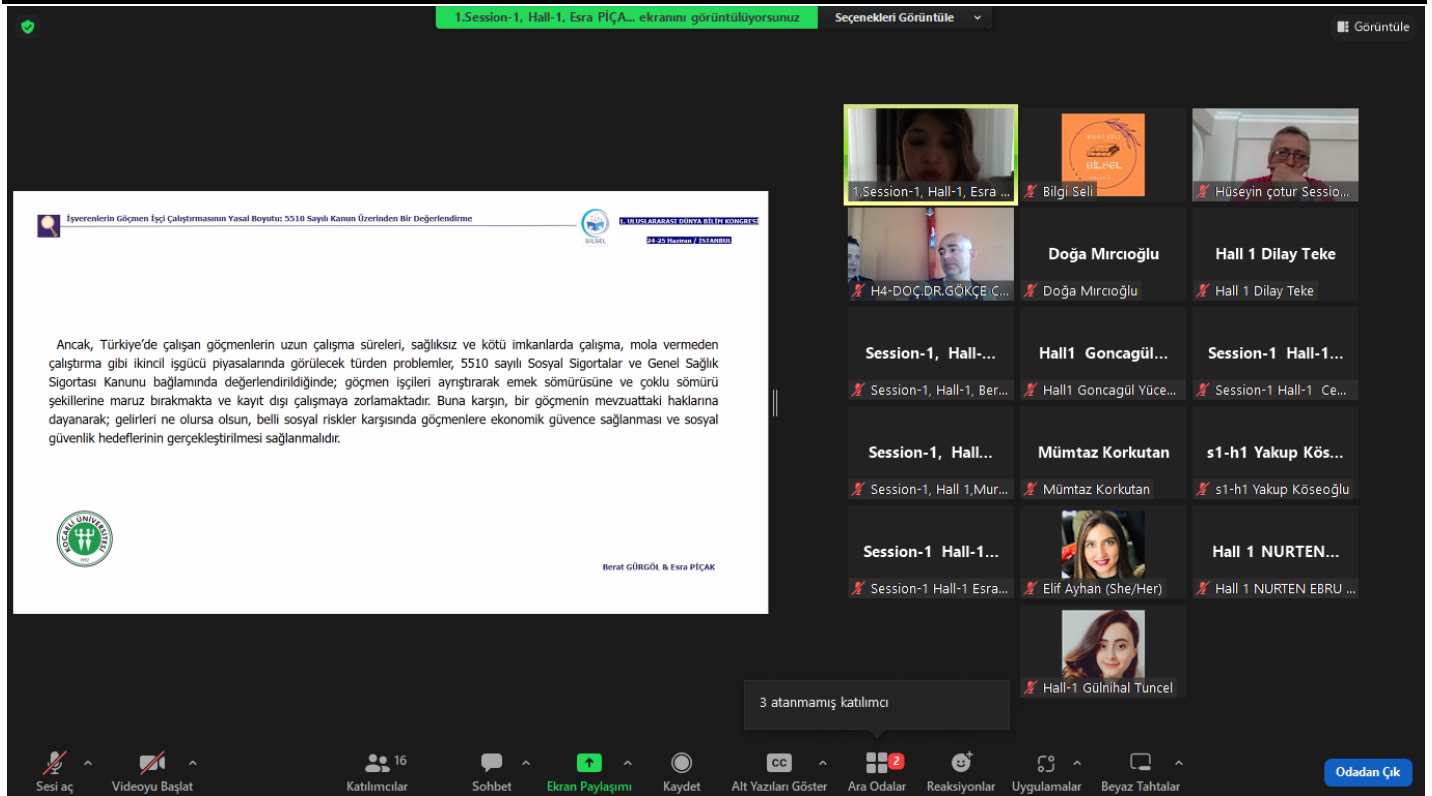 1.Session-1, Hall-1, Esra PİÇA... ekranını görüntülüyorsunuz
Seçenekleri Görüntüle
Görüntüle
İşverenlerin Göçmen İşçi Çalıştırmasının Yasal Boyutu: 5510 Sayılı Kanun Üzerinden Bir Değerlendirme
BİLSEL
1. ULUSLARARASI DÜNYA BİLİM KONGRESİ
24-25 Haziran / İSTANBUL
Ancak, Türkiye’de çalışan göçmenlerin uzun çalışma süreleri, sağlıksız ve kötü imkanlarda çalışma, mola vermeden
çalıştırma gibi ikincil işgücü piyasalarında görülecek türden problemler, 5510 sayılı Sosyal Sigortalar ve Genel Sağlık
Sigortası Kanunu bağlamında değerlendirildiğinde; göçmen işçileri ayrıştırarak emek sömürüsüne ve çoklu sömürü
şekillerine maruz bırakmakta ve kayıt dışı çalışmaya zorlamaktadır. Buna karşın, bir göçmenin mevzuattaki haklarına
dayanarak; gelirleri ne olursa olsun, belli sosyal riskler karşısında göçmenlere ekonomik güvence sağlanması ve sosyal
güvenlik hedeflerinin gerçekleştirilmesi sağlanmalıdır.
KOCAELİ ÜNİVERSİTESİ
1992
Berat GÜRGÖL & Esra PİÇAK
1.Session-1, Hall-1, Esra ...
BİLGİ SELİ
BİLSEL
Bilgi Seli
Hüseyin çotur Sessio...
H4-DOÇ.DR.GÖKÇE C...
Doğa Mırcıoğlu
Doğa Mırcıoğlu
Hall 1 Dilay Teke
Hall 1 Dilay Teke
Session-1, Hall-...
Session-1, Hall-1, Ber...
Hall1 Goncagül...
Hall1 Goncagül Yüce...
Session-1 Hall-1...
Session-1 Hall-1 Ce...
Session-1, Hall...
Session-1, Hall 1,Mur...
Mümtaz Korkutan
Mümtaz Korkutan
s1-h1 Yakup Kös...
s1-h1 Yakup Köseoğlu
Session-1 Hall-1...
Session-1 Hall-1 Esra...
Elif Ayhan (She/Her)
Hall 1 NURTEN...
Hall 1 NURTEN EBRU ...
Hall-1 Gülnihal Tuncel
3 atanmamış katılımcı
Sesi aç
Videoyu Başlat
16
Katılımcılar
Sohbet
Ekran Paylaşımı
Kaydet
CC
Alt Yazıları Göster
2
Ara Odalar
Reaksiyonlar
Uygulamalar
Beyaz Tahtalar
Odadan Çık